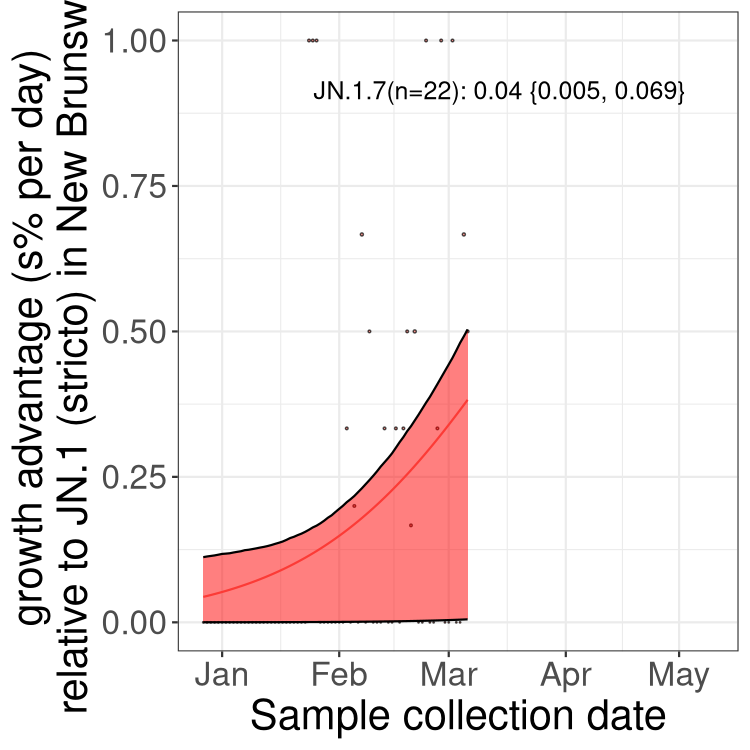 growth advantage (s% per day)
relative to JN.1 (stricto) in New Brunsw
1.00
0.75
0.50
0.25
0.00
JN.1.7(n=22): 0.04 {0.005, 0.069}
Jan Feb Mar Apr May
Sample collection date